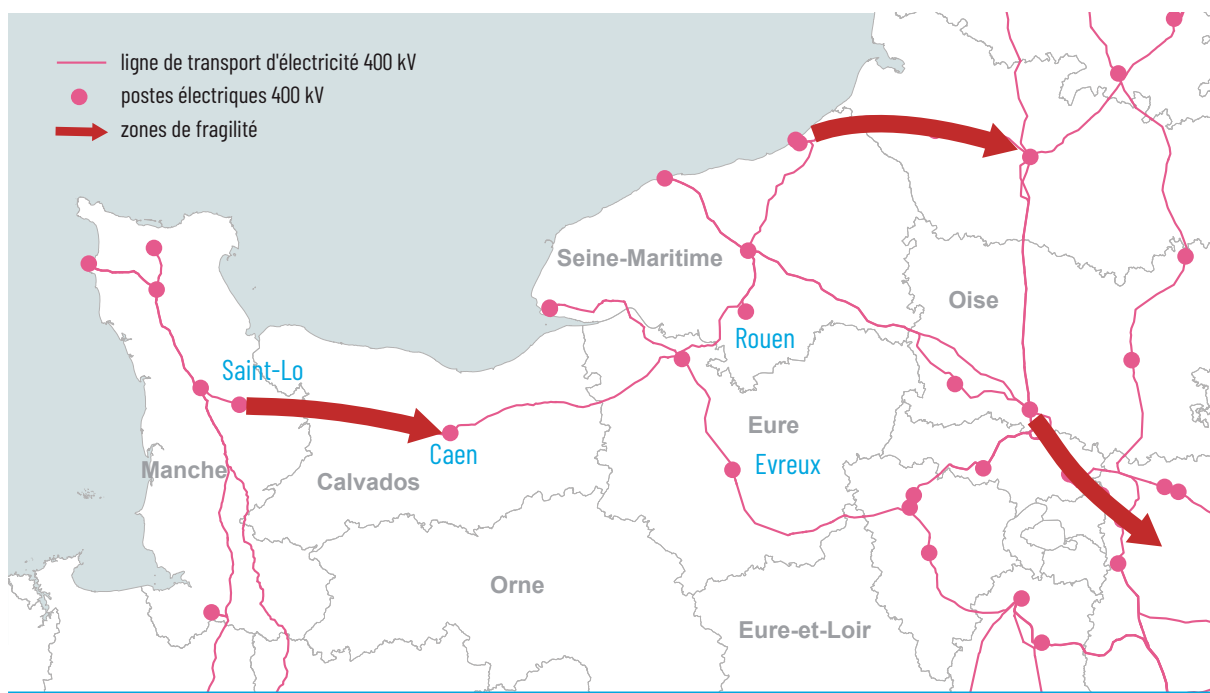 ligne de transport d'électricité 400 kV
postes électriques 400 kV
zones de fragilité
Seine-Maritime
Oise
Rouen
Saint-Lo
Eure
Caen
Evreux
Manche
Calvados
Orne
Eure-et-Loir